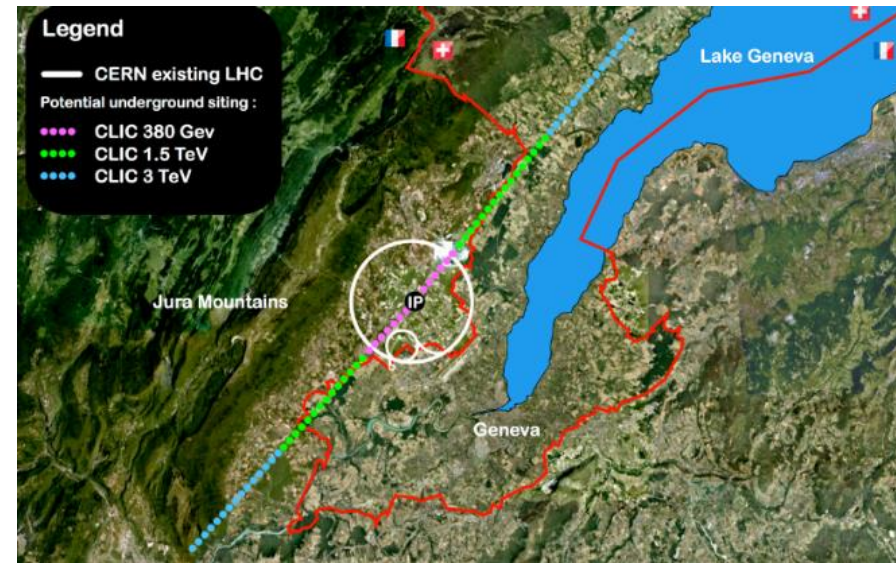 Legend
CERN existing LHC
Potential underground siting :
CLIC 380 Gev
CLIC 1.5 TeV
CLIC 3 TeV
Lake Geneva
Jura Mountains
IP
Geneva